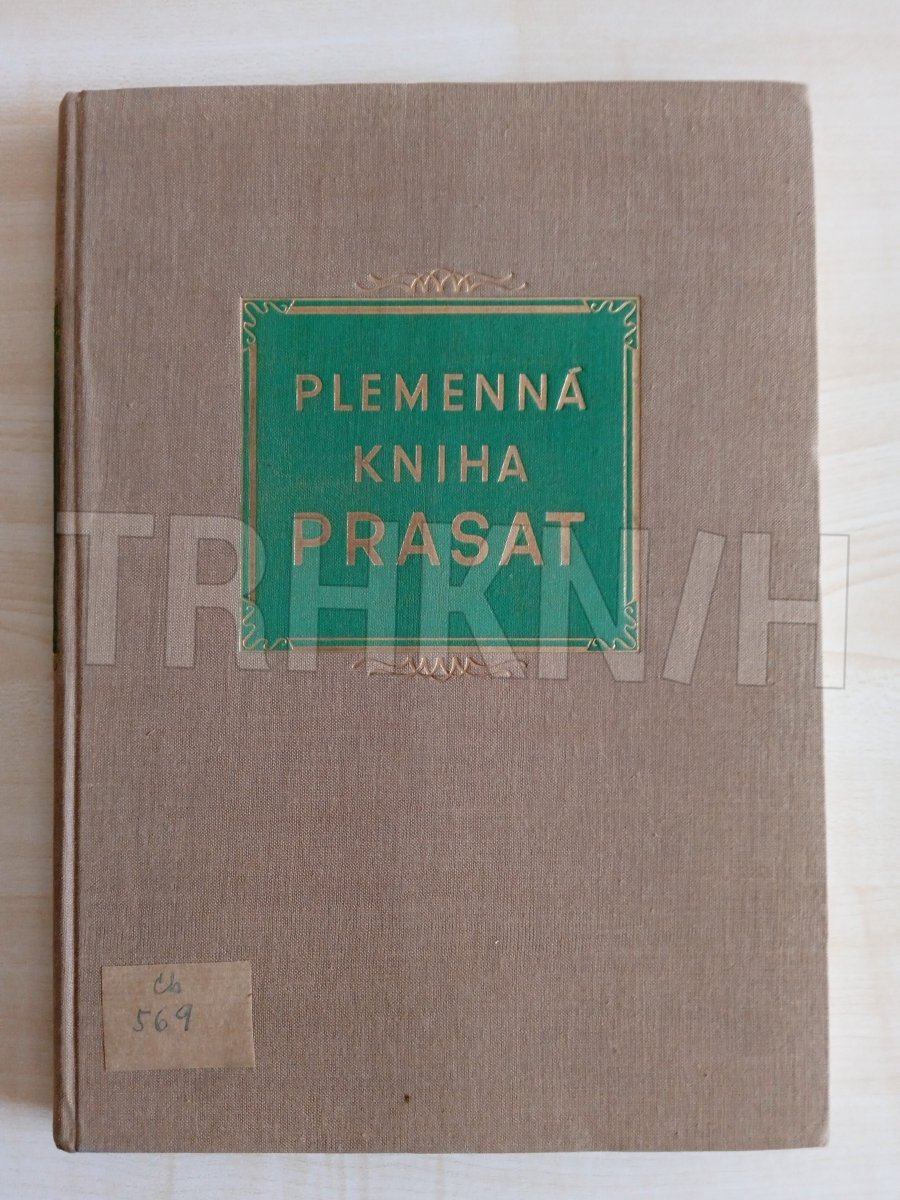 PLEMENNÁ
KNIHA
PRASAT
TRHKNIH
Cb
569